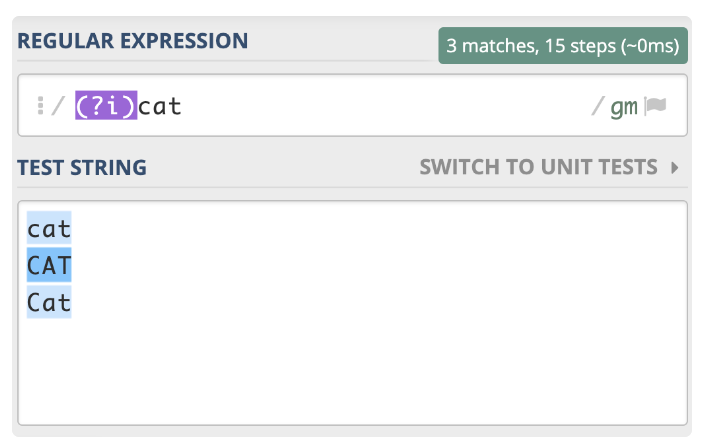 REGULAR EXPRESSION
3 matches, 15 steps (~0ms)
/ (?i)cat / gm
TEST STRING
SWITCH TO UNIT TESTS
cat
CAT
Cat